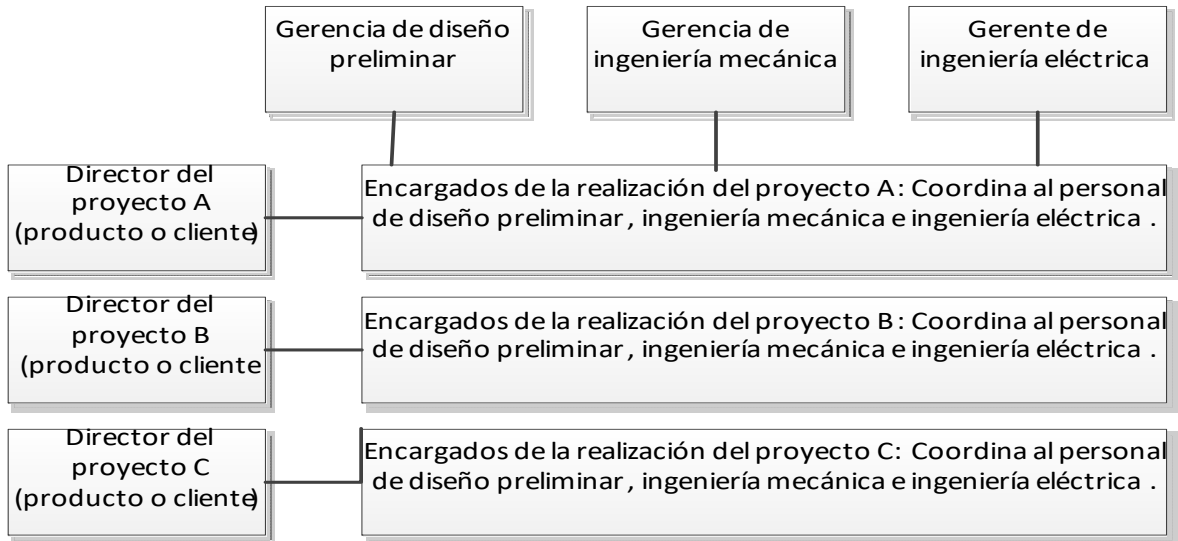 Gerencia de diseño
preliminar
Gerencia de
ingeniería mecánica
Gerente de
ingeniería eléctrica
Director del
proyecto A
(producto o cliente)
Encargados de la realización del proyecto A: Coordina al personal
de diseño preliminar, ingeniería mecánica e ingeniería eléctrica .
Director del
proyecto B
(producto o cliente
Encargados de la realización del proyecto B: Coordina al personal
de diseño preliminar, ingeniería mecánica e ingeniería eléctrica .
Director del
proyecto C
(producto o cliente)
Encargados de la realización del proyecto C: Coordina al personal
de diseño preliminar, ingeniería mecánica e ingeniería eléctrica .